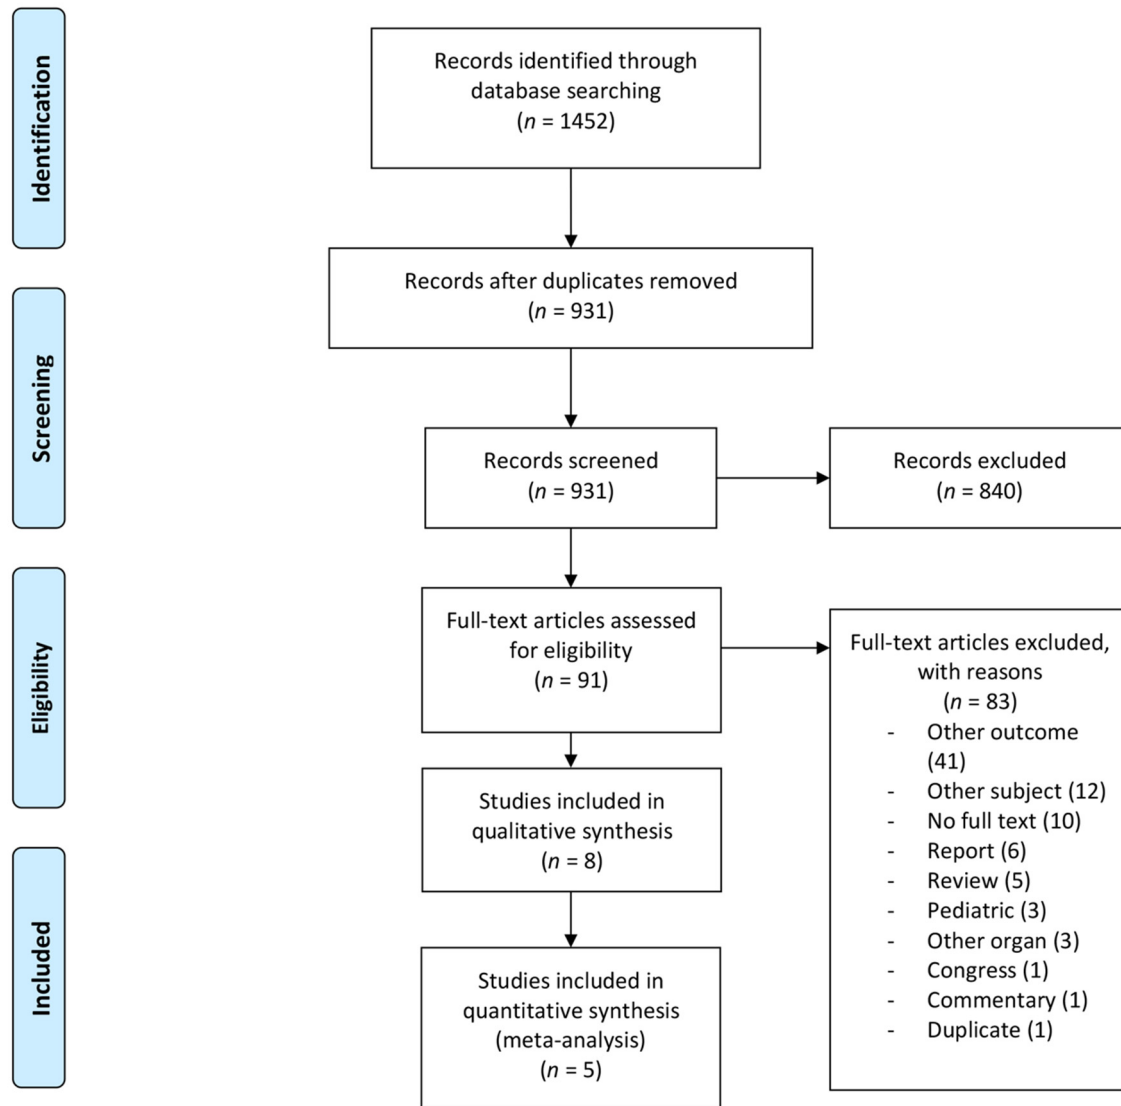 Identification
Records identified through
database searching
(n = 1452)
Records after duplicates removed
(n = 931)
Screening
Records screened
(n = 931)
Records excluded
(n = 840)
Eligibility
Full-text articles assessed
for eligibility
(n = 91)
Full-text articles excluded,
with reasons
(n = 83)
- Other outcome
(41)
- Other subject (12)
- No full text (10)
- Report (6)
- Review (5)
- Pediatric (3)
- Other organ (3)
- Congress (1)
- Commentary (1)
- Duplicate (1)
Studies included in
qualitative synthesis
(n = 8)
Included
Studies included in
quantitative synthesis
(meta-analysis)
(n = 5)